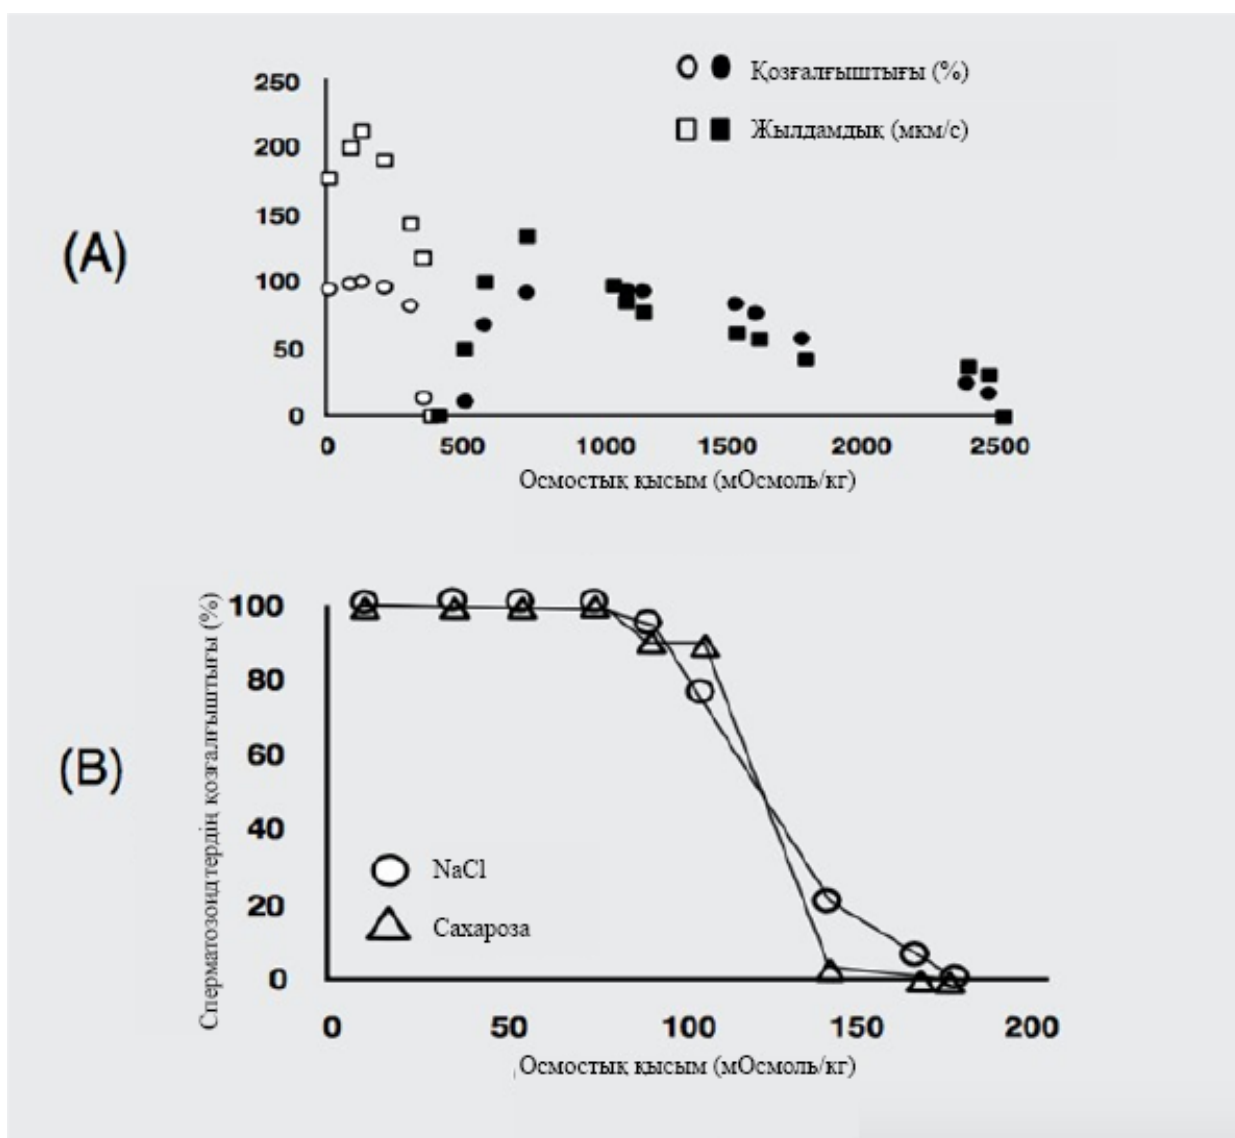 Қозғалғыштығы (%)
Жылдамдық (мкм/с)
250
200
150
100
50
0
(A)
0 500 1000 1500 2000 2500
Осмостық қысым (мОсмоль/кг)
Сперматозоидтердің қозғалғыштығы (%)
100
80
60
40
20
0
(B)
NaCl
Сахароза
0 50 100 150 200
Осмостық қысым (мОсмоль/кг)